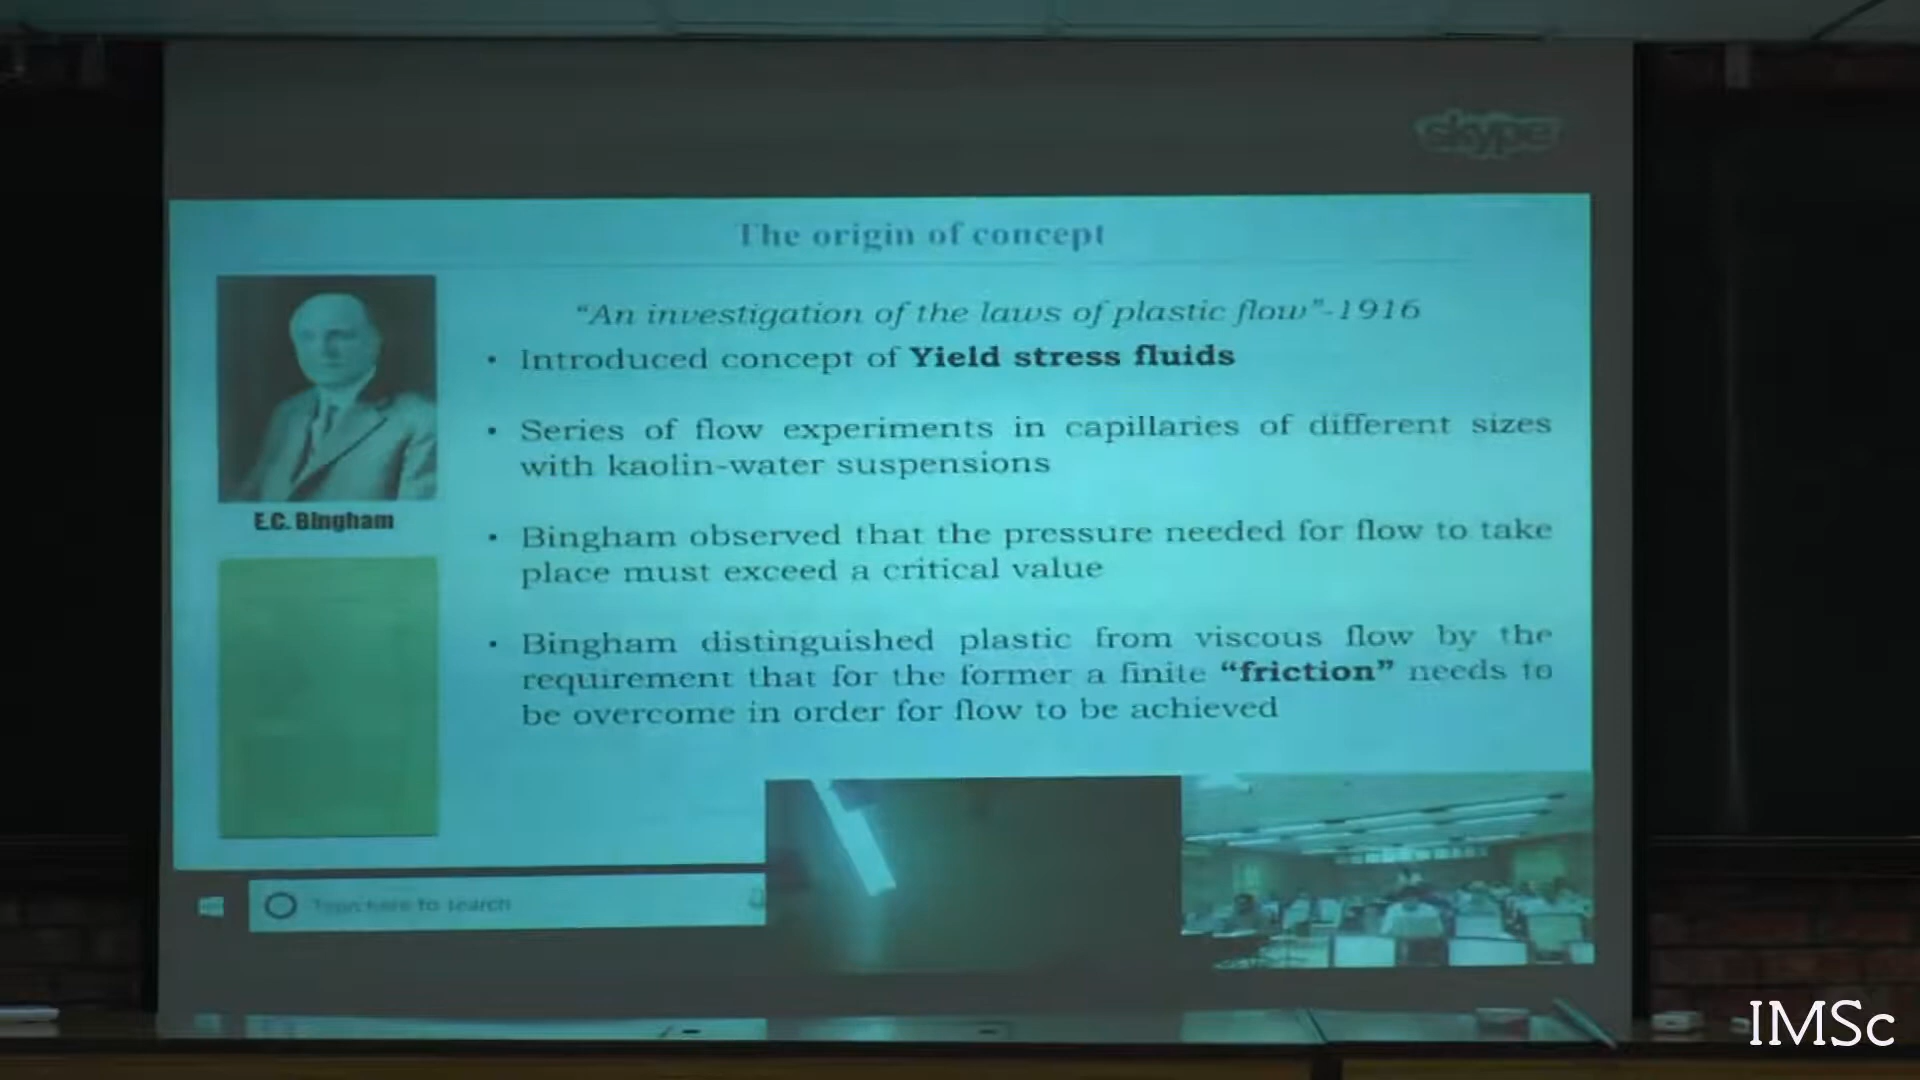 skype
The origin of concept
“An investigation of the laws of plastic flow”-1916
• Introduced concept of Yield stress fluids
• Series of flow experiments in capillaries of different sizes
with kaolin-water suspensions
E.C. Bingham
• Bingham observed that the pressure needed for flow to take
place must exceed a critical value
• Bingham distinguished plastic from viscous flow by the
requirement that for the former a finite “friction” needs to
be overcome in order for flow to be achieved
Type here to search
IMSc